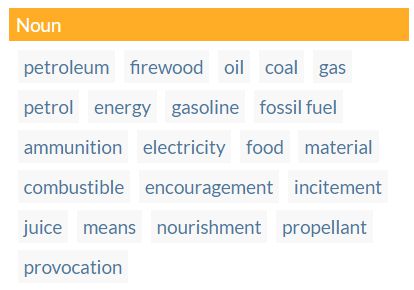 Noun
petroleum firewood oil coal gas
petrol energy gasoline fossil fuel
ammunition electricity food material
combustible encouragement incitement
juice means nourishment propellant
provocation